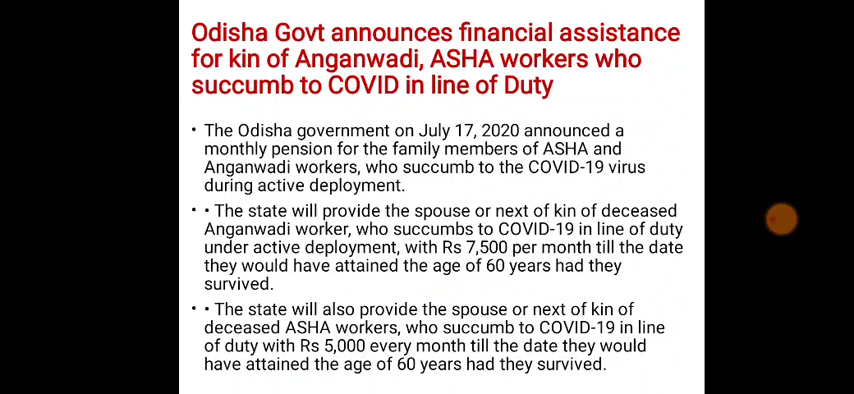 Odisha Govt announces financial assistance
for kin of Anganwadi, ASHA workers who
succumb to COVID in line of Duty
• The Odisha government on July 17, 2020 announced a
monthly pension for the family members of ASHA and
Anganwadi workers, who succumb to the COVID-19 virus
during active deployment.
• • The state will provide the spouse or next of kin of deceased
Anganwadi worker, who succumbs to COVID-19 in line of duty
under active deployment, with Rs 7,500 per month till the date
they would have attained the age of 60 years had they
survived.
• • The state will also provide the spouse or next of kin of
deceased ASHA workers, who succumb to COVID-19 in line
of duty with Rs 5,000 every month till the date they would
have attained the age of 60 years had they survived.